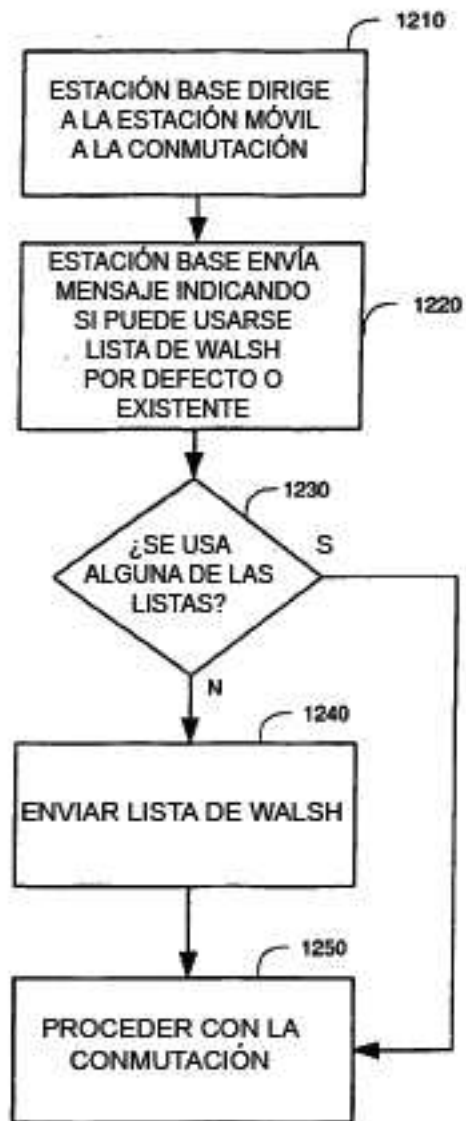 1210
ESTACIÓN BASE DIRIGE
A LA ESTACIÓN MÓVIL
A LA CONMUTACIÓN
ESTACIÓN BASE ENVÍA
MENSAJE INDICANDO
SI PUEDE USARSE
LISTA DE WALSH
POR DEFECTO O
EXISTENTE
1220
1230
¿SE USA
ALGUNA DE LAS
LISTAS?
S
N
1240
ENVIAR LISTA DE WALSH
1250
PROCEDER CON LA
CONMUTACIÓN